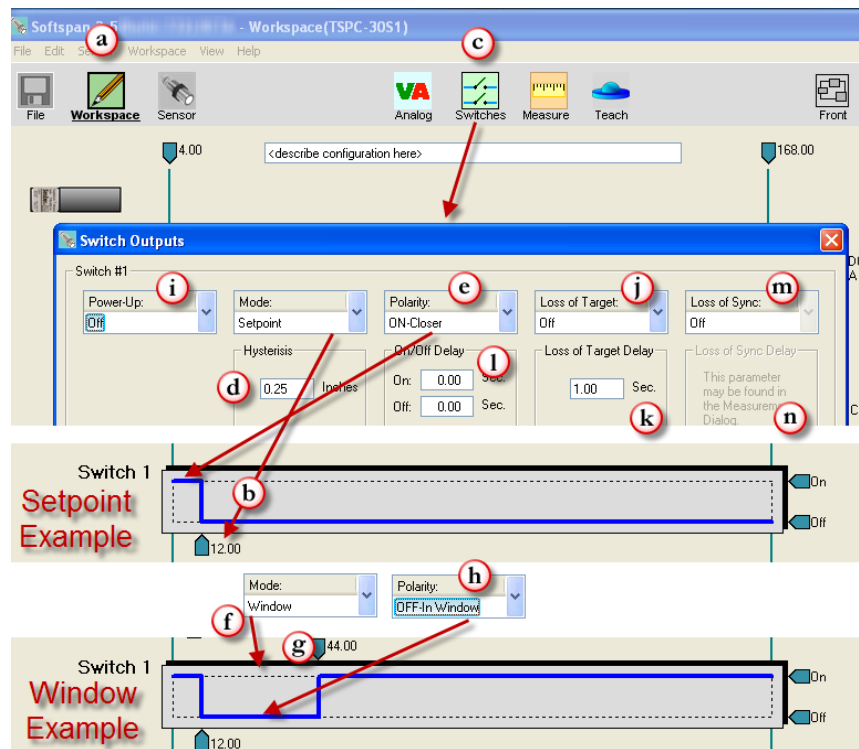 Softspan - Workspace(TSPC-30S1)
a
File Edit Workspace View Help
c
File Workspace Sensor Analog Switches Measure Teach Front
4.00 <describe configuration here> 168.00
Switch Outputs
Switch #1
i e j m
Power-Up: Mode: Polarity: Loss of Target: Loss of Sync:
Off Setpoint ON-Closer Off Off
Hysterisis On/Off Delay Loss of Target Delay Loss of Sync Delay
d 0.25 Inches On: 0.00 Sec. l 1.00 Sec. This parameter
may be found in
the Measurement
Dialog.
Off: 0.00 Sec. k n
Switch 1 On
Setpoint
Example
b
Off
12.00
Mode: Polarity: h
Window OFF-In Window
f
g 44.00
Switch 1 On
Window
Example
Off
12.00